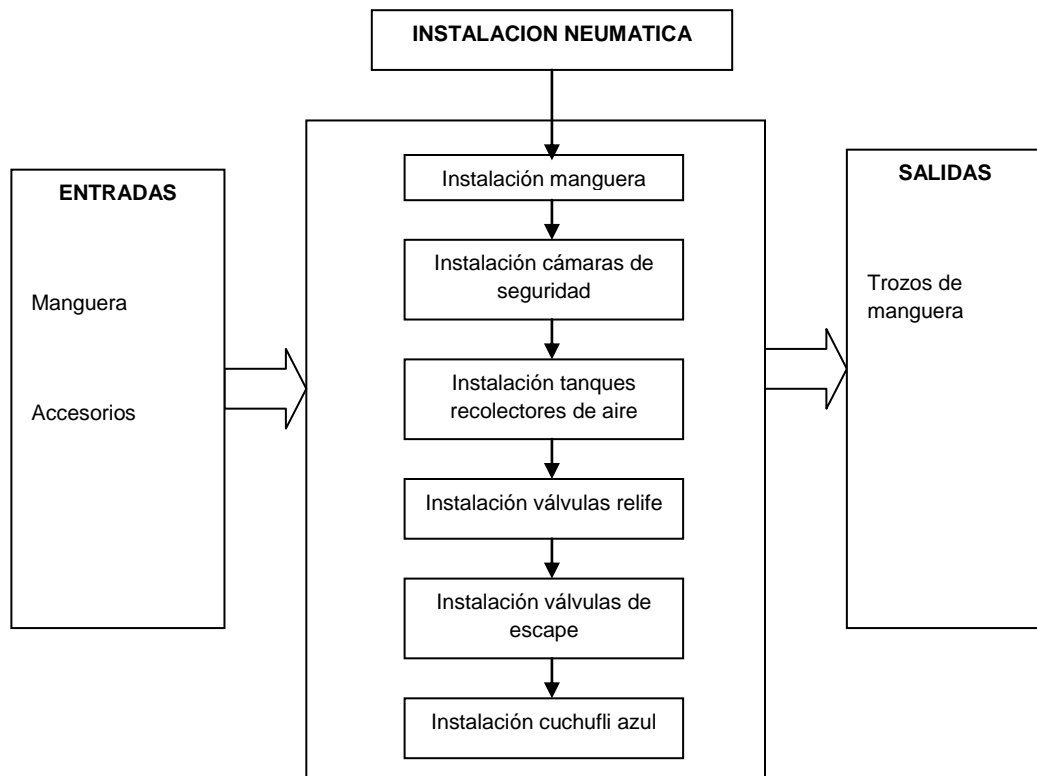 INSTALACION NEUMATICA
ENTRADAS
Manguera
Accesorios
Instalación manguera
Instalación cámaras de
seguridad
Instalación tanques
recolectores de aire
Instalación válvulas relife
Instalación válvulas de
escape
Instalación cuchufli azul
SALIDAS
Trozos de
manguera